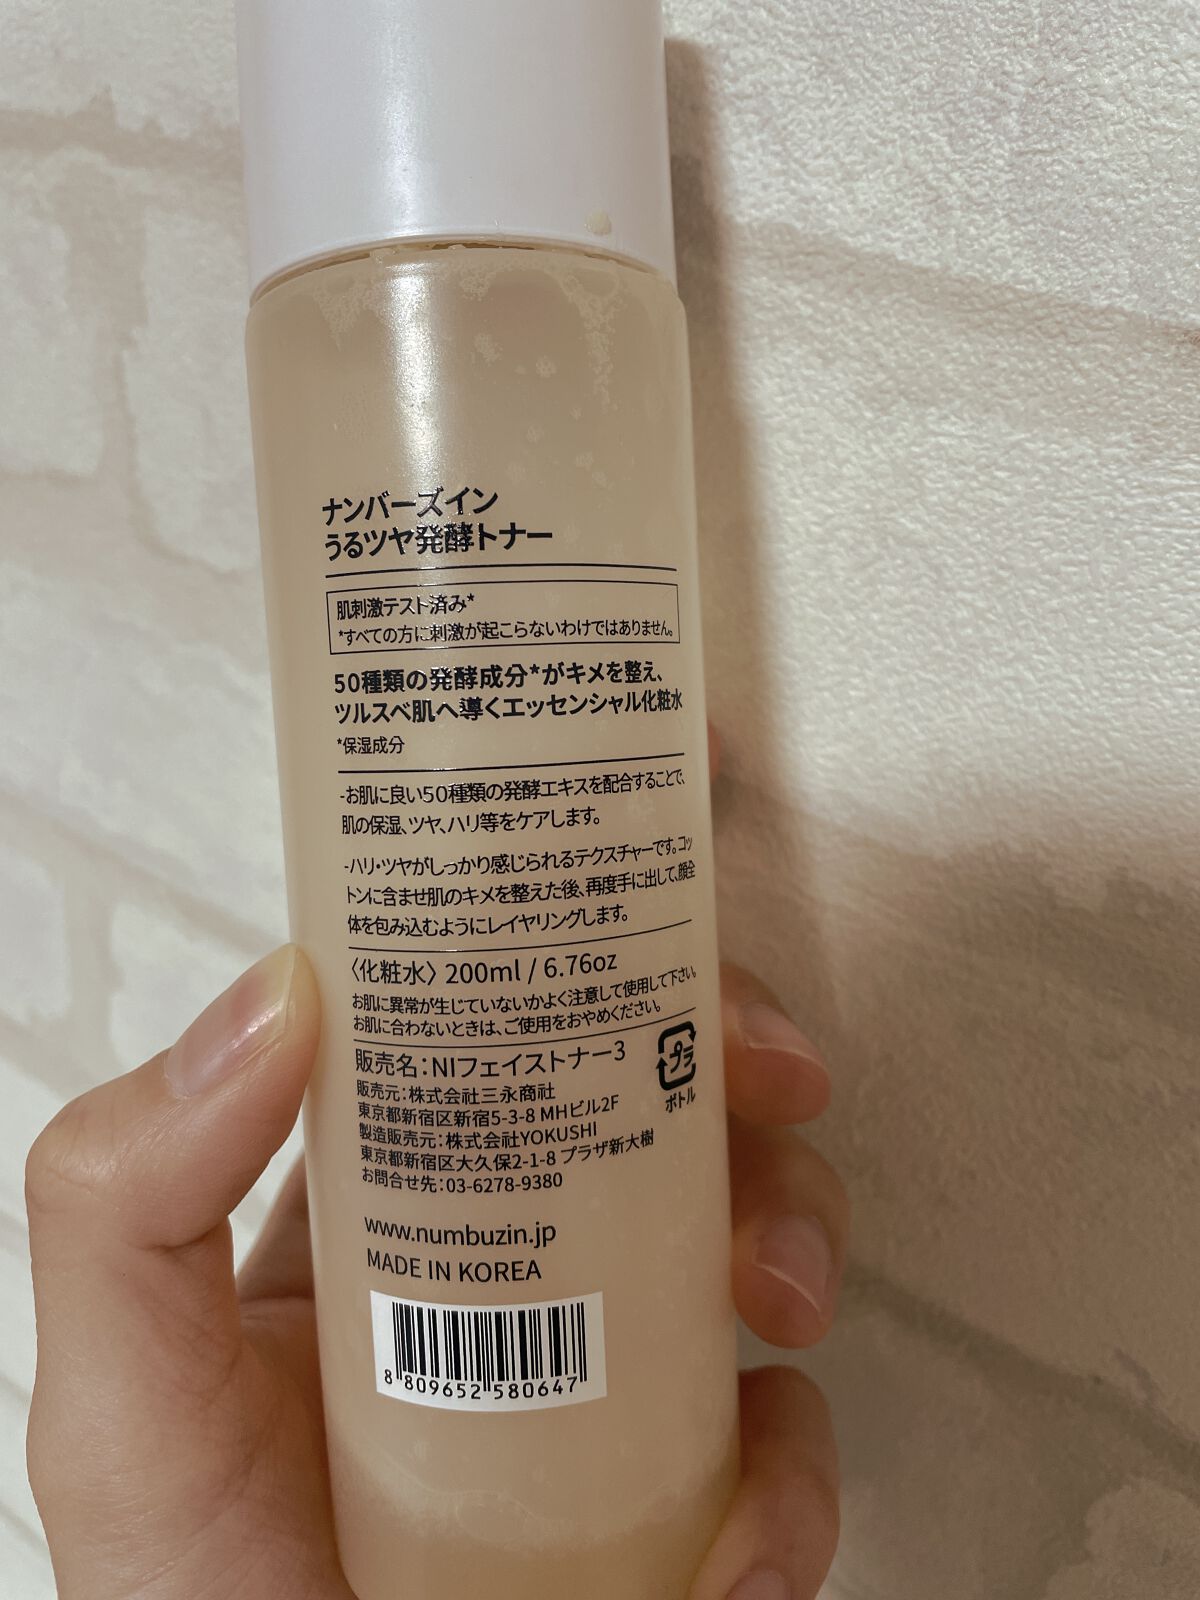 ナンバーズイン
うるツヤ発酵トナー
肌刺激テスト済み*
*すべての方に刺激が起こらないわけではありません。
50種類の発酵成分*がキメを整え、
ツルスベ肌へ導くエッセンシャル化粧水
*保湿成分
-お肌に良い50種類の発酵エキスを配合することで、
肌の保湿、ツヤ、ハリ等をケアします。
-ハリ・ツヤがしっかり感じられるテクスチャーです。コッ
トンに含ませ肌のキメを整えた後、再度手に出して、顔全
体を包み込むようにレイヤリングします。
〈化粧水〉 200ml / 6.76oz
お肌に異常が生じていないかよく注意して使用して下さい。
お肌に合わないときは、ご使用をおやめください。
販売名：NIフェイストナー3
販売元：株式会社三永商社
東京都新宿区新宿5-3-8 MHビル2F
製造販売元：株式会社YOKUSHI
東京都新宿区大久保2-1-8 プラザ新大樹
お問合せ先：03-6278-9380
プラ
ボトル
www.numbuzin.jp
MADE IN KOREA
8 809652 580647